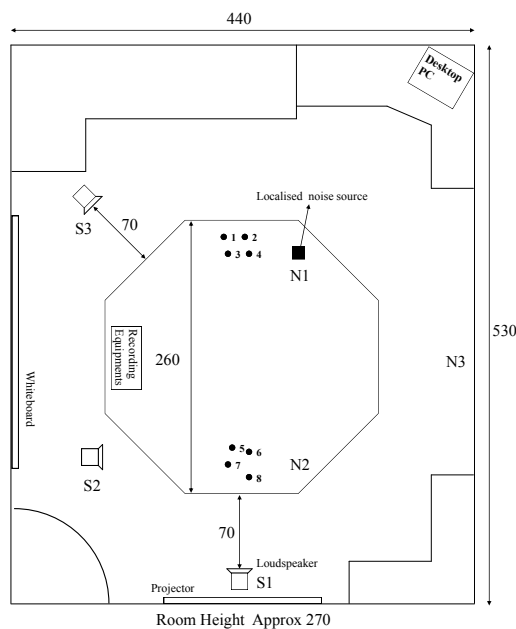 440
Desktop
PC
Localised noise source
S3
70
1 2
3 4
N1
530
Recording
Equipments
260
N3
Whiteboard
5
6
7
8
N2
S2
70
Loudspeaker
S1
Projector
Room Height Approx 270